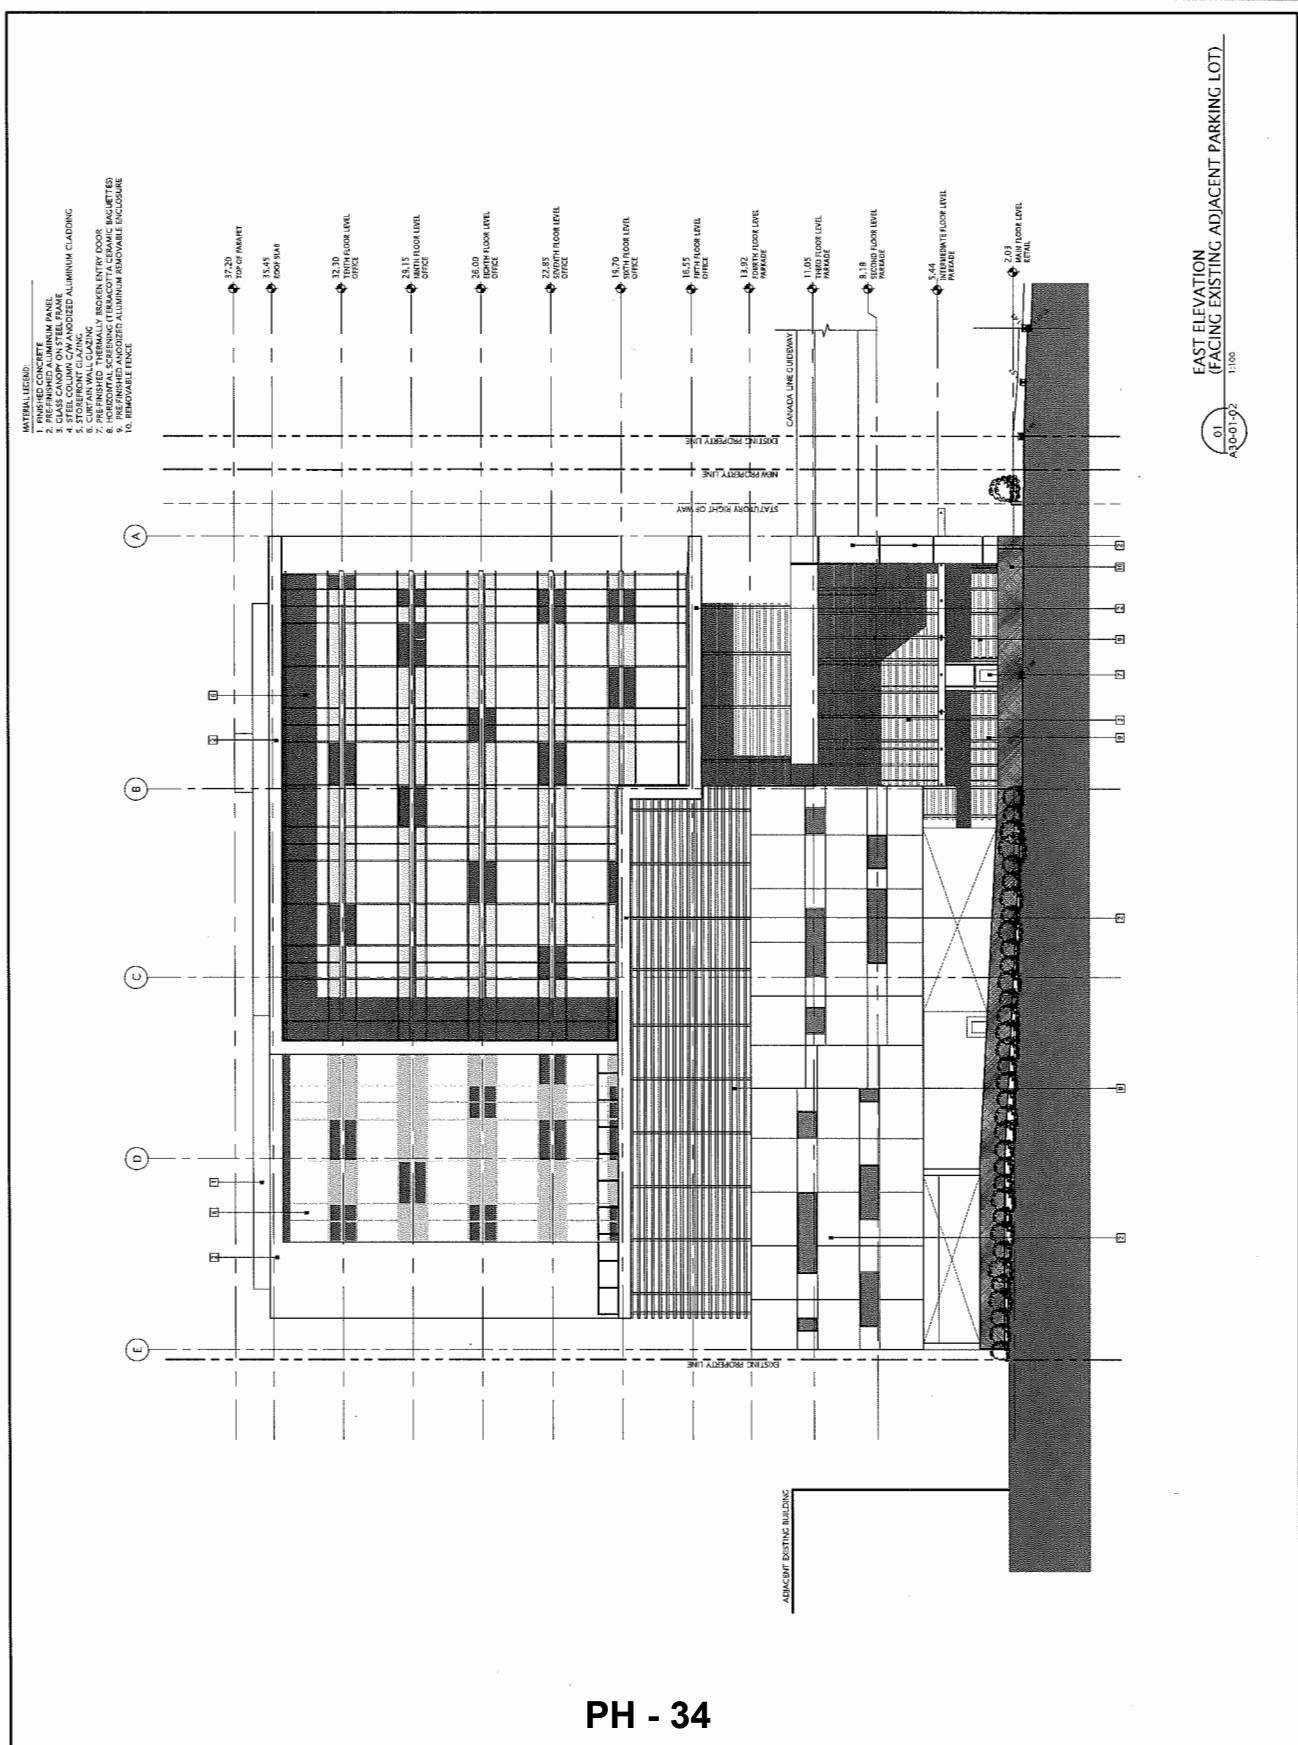 MATERIAL LEGEND:
1. FINISHED CONCRETE
2. PRE-FINISHED ALUMINUM PANEL
3. GLASS CANOPY ON STEEL FRAME
4. STEEL COLUMN C/W ANODIZED ALUMINUM CLADDING
5. STOREFRONT GLAZING
6. CURTAIN WALL GLAZING
7. PRE-FINISHED THERMALLY BROKEN ENTRY DOOR
8. HORIZONTAL SCREENING (TERRACOTTA CERAMIC BAGUETTES)
9. PRE-FINISHED ANODIZED ALUMINUM REMOVABLE ENCLOSURE
10. REMOVABLE FENCE
37.20
TOP OF PARAPET
35.45
ROOF SLAB
32.30
TENTH FLOOR LEVEL
OFFICE
29.15
NINTH FLOOR LEVEL
OFFICE
26.00
EIGHTH FLOOR LEVEL
OFFICE
22.85
SEVENTH FLOOR LEVEL
OFFICE
19.70
SIXTH FLOOR LEVEL
OFFICE
16.55
FIFTH FLOOR LEVEL
OFFICE
13.92
FOURTH FLOOR LEVEL
PARKADE
11.05
THIRD FLOOR LEVEL
PARKADE
8.18
SECOND FLOOR LEVEL
PARKADE
5.44
INTERMEDIATE FLOOR LEVEL
PARKADE
2.03
MAIN FLOOR LEVEL
RETAIL
CANADA LINE GUIDEWAY
EXISTING PROPERTY LINE
NEW PROPERTY LINE
STATUTORY RIGHT OF WAY
A
B
C
D
E
EXISTING PROPERTY LINE
ADJACENT EXISTING BUILDING
EAST ELEVATION
(FACING EXISTING ADJACENT PARKING LOT)
1:100
01
A30-01-02
PH - 34